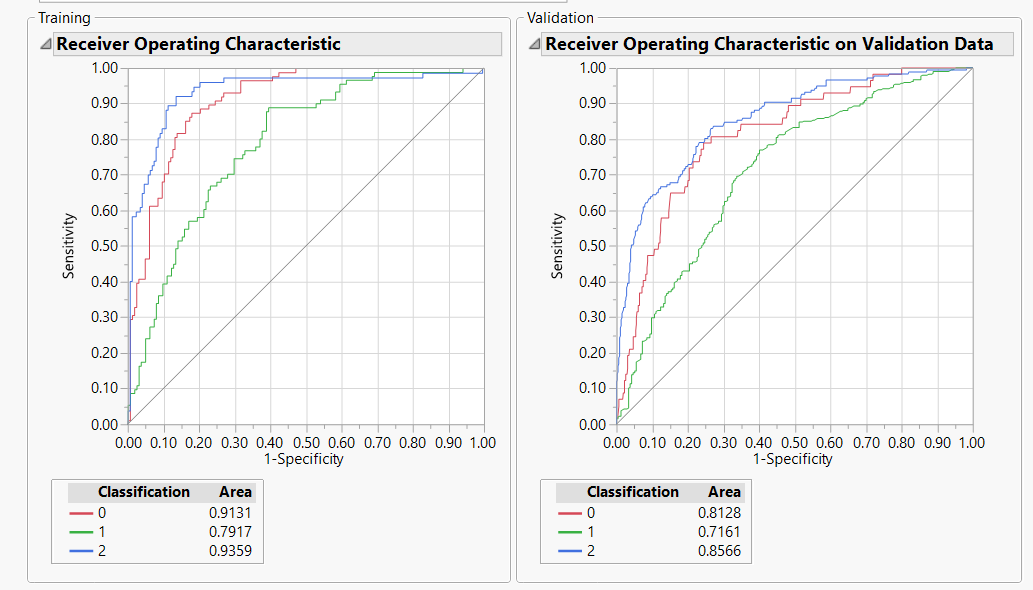 Training
Receiver Operating Characteristic
1.00
0.90
0.80
0.70
0.60
0.50
0.40
0.30
0.20
0.10
0.00
Sensitivity
0.00 0.10 0.20 0.30 0.40 0.50 0.60 0.70 0.80 0.90 1.00
1-Specificity
Classification Area
0 0.9131
1 0.7917
2 0.9359
Validation
Receiver Operating Characteristic on Validation Data
1.00
0.90
0.80
0.70
0.60
0.50
0.40
0.30
0.20
0.10
0.00
Sensitivity
0.00 0.10 0.20 0.30 0.40 0.50 0.60 0.70 0.80 0.90 1.00
1-Specificity
Classification Area
0 0.8128
1 0.7161
2 0.8566